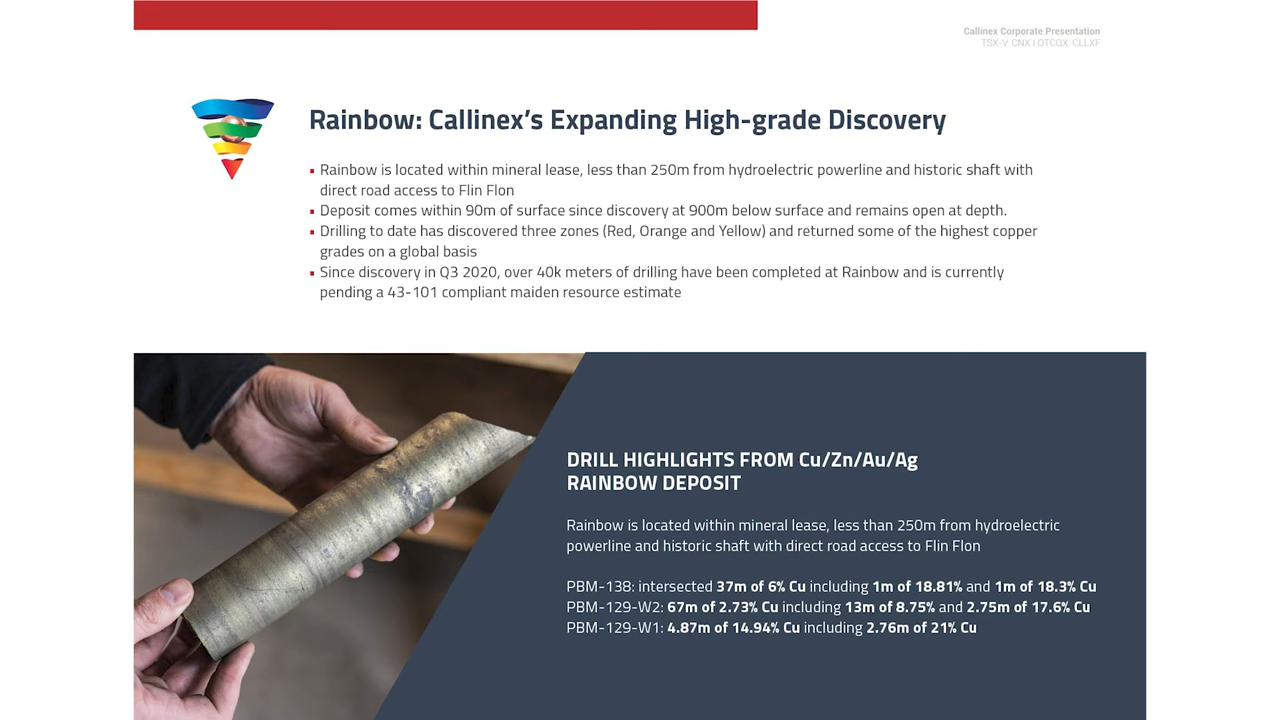 Callinex Corporate Presentation
TSX-V CNX I OTCQX CLLXF
Rainbow: Callinex's Expanding High-grade Discovery
▪ Rainbow is located within mineral lease, less than 250m from hydroelectric powerline and historic shaft with
direct road access to Flin Flon
▪ Deposit comes within 90m of surface since discovery at 900m below surface and remains open at depth.
▪ Drilling to date has discovered three zones (Red, Orange and Yellow) and returned some of the highest copper
grades on a global basis
▪ Since discovery in Q3 2020, over 40k meters of drilling have been completed at Rainbow and is currently
pending a 43-101 compliant maiden resource estimate
DRILL HIGHLIGHTS FROM Cu/Zn/Au/Ag
RAINBOW DEPOSIT
Rainbow is located within mineral lease, less than 250m from hydroelectric
powerline and historic shaft with direct road access to Flin Flon
PBM-138: intersected 37m of 6% Cu including 1m of 18.81% and 1m of 18.3% Cu
PBM-129-W2: 67m of 2.73% Cu including 13m of 8.75% and 2.75m of 17.6% Cu
PBM-129-W1: 4.87m of 14.94% Cu including 2.76m of 21% Cu